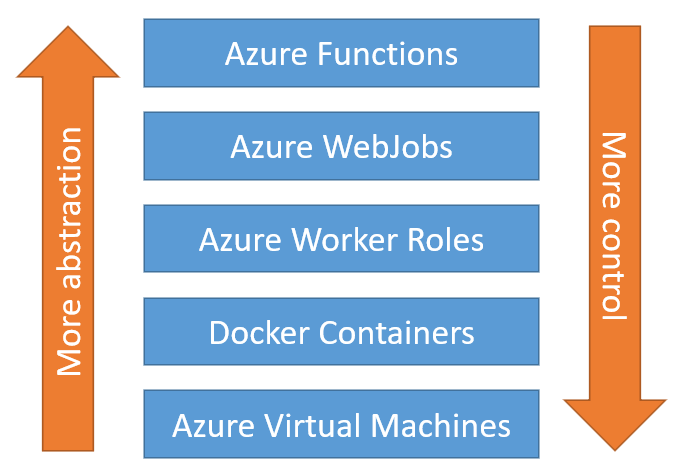 Azure Functions
Azure WebJobs
Azure Worker Roles
Docker Containers
Azure Virtual Machines
More abstraction
More control